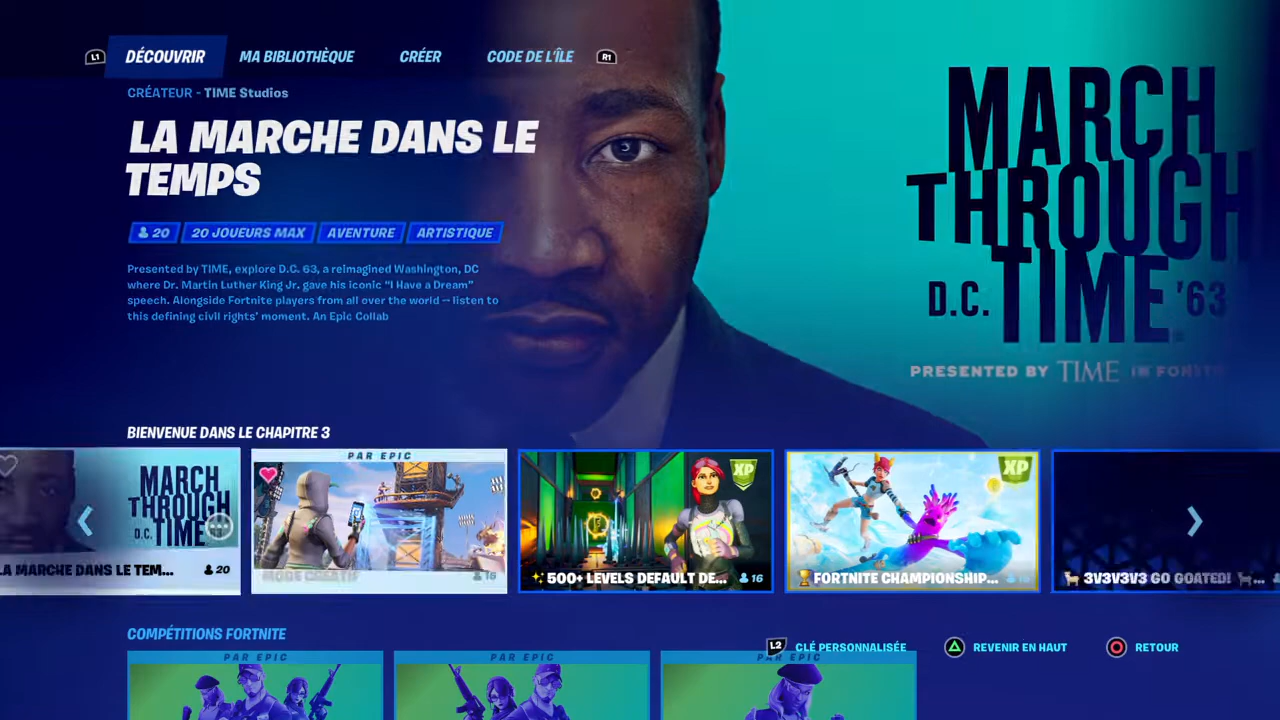 L1
DÉCOUVRIR
MA BIBLIOTHÈQUE
CRÉER
CODE DE L'ÎLE
R1
CRÉATEUR - TIME Studios
LA MARCHE DANS LE
TEMPS
20
20 JOUEURS MAX
AVENTURE
ARTISTIQUE
Presented by TIME, explore D.C. 63, a reimagined Washington, DC
where Dr. Martin Luther King Jr. gave his iconic "I Have a Dream"
speech. Alongside Fortnite players from all over the world -- listen to
this defining civil rights' moment. An Epic Collab
MARCH
THROUGH
TIME
D.C. '63
PRESENTED BY TIME IN
BIENVENUE DANS LE CHAPITRE 3
MARCH
THROUGH
TIME
D.C.
LA MARCHE DANS LE TEM...
20
PAR EPIC
MODE CRÉATIF
16
XP
500+ LEVELS DEFAULT DE...
16
XP
FORTNITE CHAMPIONSHIP...
16
3V3V3V3 GO GOATED!
...
COMPÉTITIONS FORTNITE
PAR EPIC
PAR EPIC
PAR EPIC
L2
CLÉ PERSONNALISÉE
REVENIR EN HAUT
RETOUR